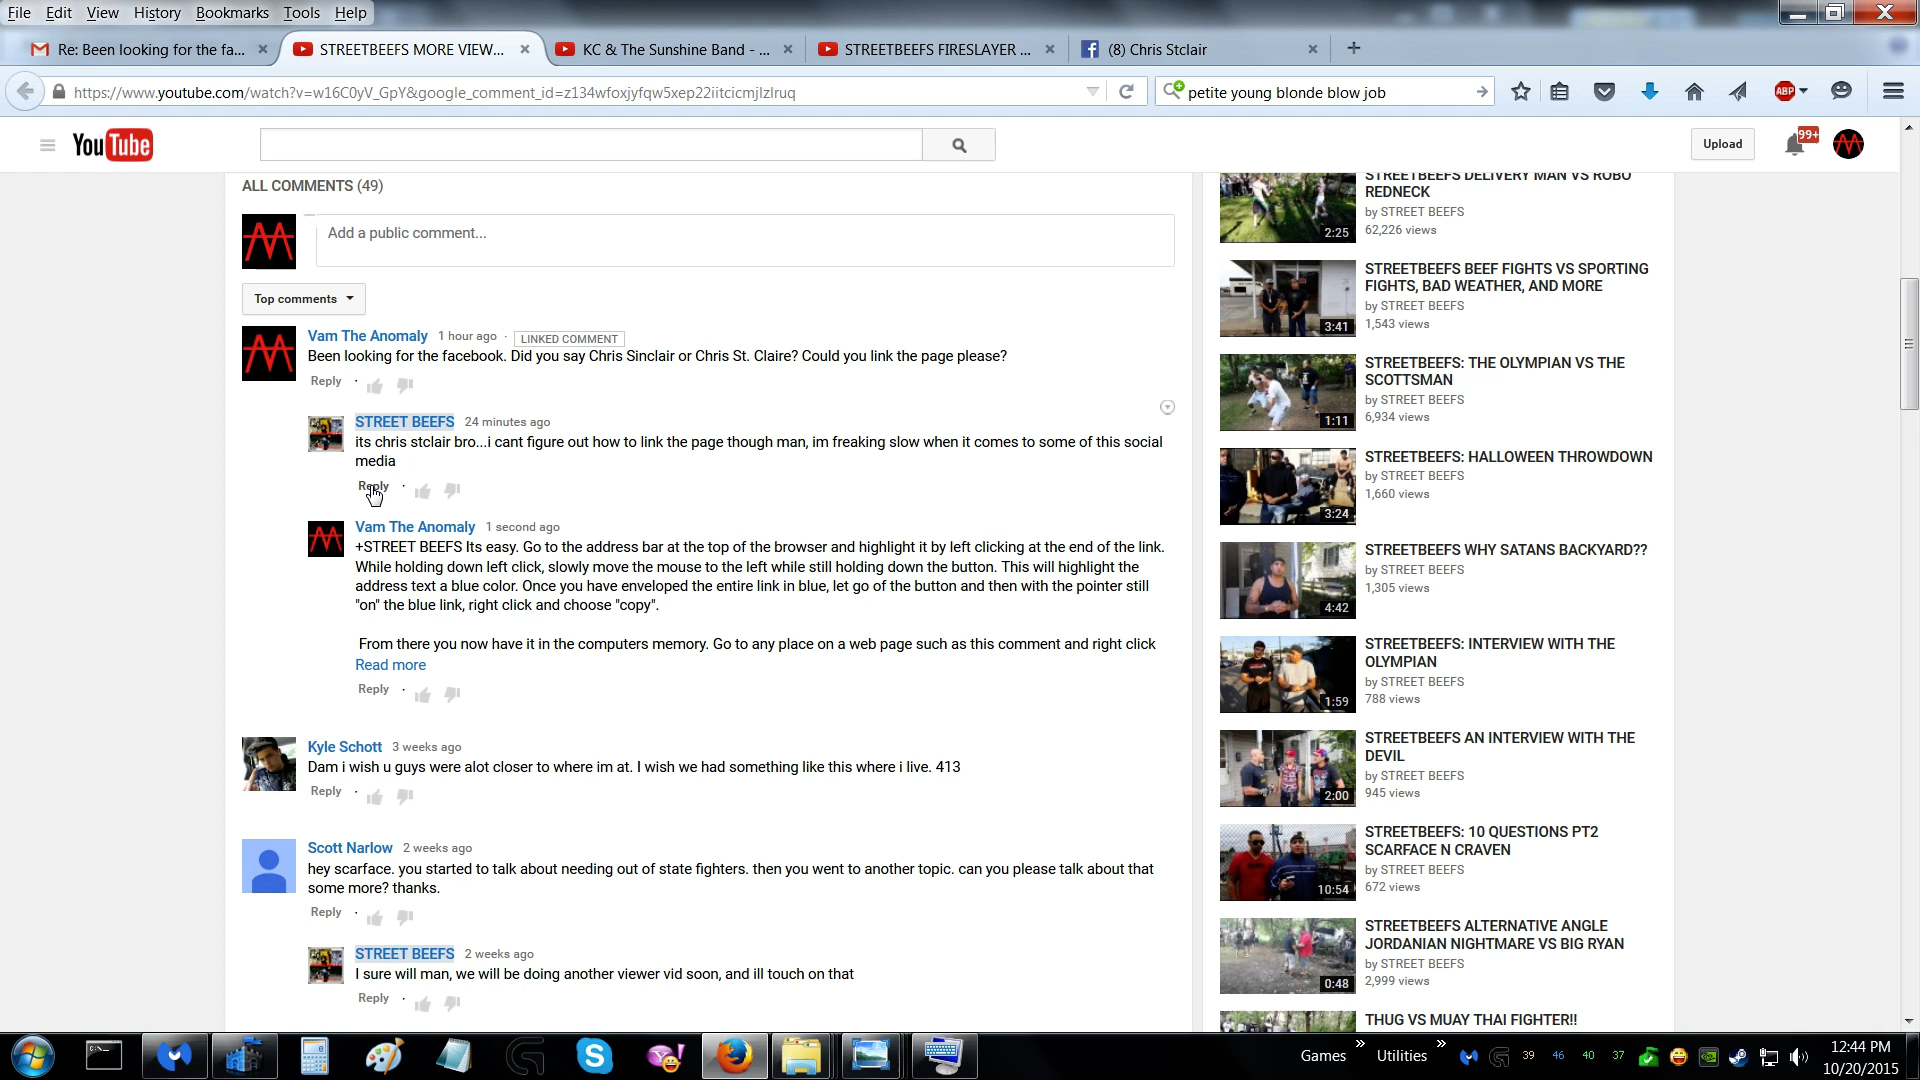 File Edit View History Bookmarks Tools Help
Re: Been looking for the fa...
STREETBEEFS MORE VIEW...
KC & The Sunshine Band - ...
STREETBEEFS FIRESLAYER ...
(8) Chris Stclair
https://www.youtube.com/watch?v=w16C0yV_GpY&google_comment_id=z134wfoxjyfqw5xep22iitcicmjlzlruq
petite young blonde blow job
ABP
YouTube
Upload
99+
ALL COMMENTS (49)
Add a public comment...
Top comments
Vam The Anomaly 1 hour ago · LINKED COMMENT
Been looking for the facebook. Did you say Chris Sinclair or Chris St. Claire? Could you link the page please?
Reply ·
STREET BEEFS 24 minutes ago
its chris stclair bro...i cant figure out how to link the page though man, im freaking slow when it comes to some of this social
media
Reply ·
Vam The Anomaly 1 second ago
+STREET BEEFS Its easy. Go to the address bar at the top of the browser and highlight it by left clicking at the end of the link.
While holding down left click, slowly move the mouse to the left while still holding down the button. This will highlight the
address text a blue color. Once you have enveloped the entire link in blue, let go of the button and then with the pointer still
"on" the blue link, right click and choose "copy".
From there you now have it in the computers memory. Go to any place on a web page such as this comment and right click
Read more
Reply ·
Kyle Schott 3 weeks ago
Dam i wish u guys were alot closer to where im at. I wish we had something like this where i live. 413
Reply ·
Scott Narlow 2 weeks ago
hey scarface. you started to talk about needing out of state fighters. then you went to another topic. can you please talk about that
some more? thanks.
Reply ·
STREET BEEFS 2 weeks ago
I sure will man, we will be doing another viewer vid soon, and ill touch on that
Reply ·
STREETBEEFS DELIVERY MAN VS ROBO
REDNECK
by STREET BEEFS
62,226 views
2:25
STREETBEEFS BEEF FIGHTS VS SPORTING
FIGHTS, BAD WEATHER, AND MORE
by STREET BEEFS
1,543 views
3:41
STREETBEEFS: THE OLYMPIAN VS THE
SCOTTSMAN
by STREET BEEFS
6,934 views
1:11
STREETBEEFS: HALLOWEEN THROWDOWN
by STREET BEEFS
1,660 views
3:24
STREETBEEFS WHY SATANS BACKYARD??
by STREET BEEFS
1,305 views
4:42
STREETBEEFS: INTERVIEW WITH THE
OLYMPIAN
by STREET BEEFS
788 views
1:59
STREETBEEFS AN INTERVIEW WITH THE
DEVIL
by STREET BEEFS
945 views
2:00
STREETBEEFS: 10 QUESTIONS PT2
SCARFACE N CRAVEN
by STREET BEEFS
672 views
10:54
STREETBEEFS ALTERNATIVE ANGLE
JORDANIAN NIGHTMARE VS BIG RYAN
by STREET BEEFS
2,999 views
0:48
THUG VS MUAY THAI FIGHTER!!
Games » Utilities » 39 46 40 37
12:44 PM
10/20/2015